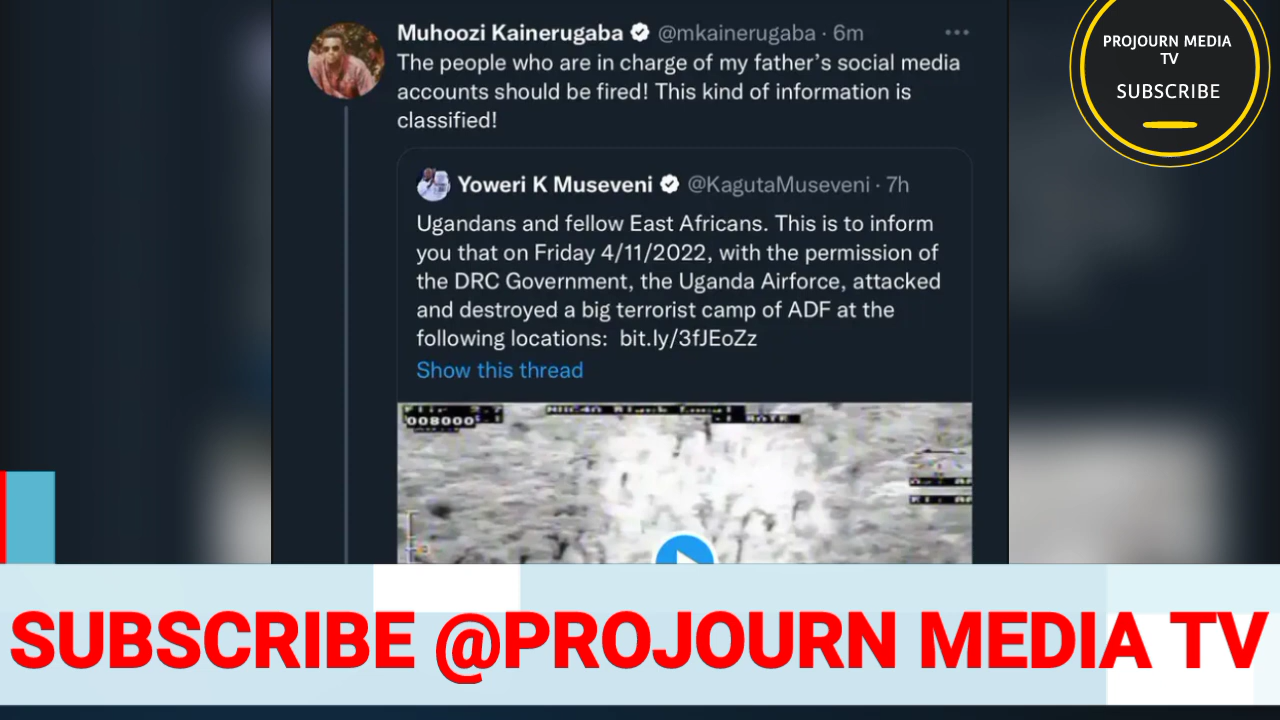 Muhoozi Kainerugaba @mkainerugaba · 6m
The people who are in charge of my father's social media
accounts should be fired! This kind of information is
classified!
Yoweri K Museveni @KagutaMuseveni · 7h
Ugandans and fellow East Africans. This is to inform
you that on Friday 4/11/2022, with the permission of
the DRC Government, the Uganda Airforce, attacked
and destroyed a big terrorist camp of ADF at the
following locations: bit.ly/3fJEoZz
Show this thread
008000
PROJOURN MEDIA
TV
SUBSCRIBE
SUBSCRIBE @PROJOURN MEDIA TV